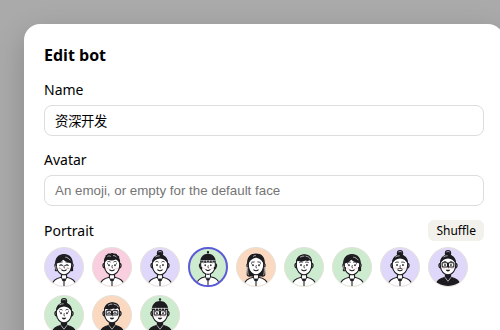 Edit bot
Name
资深开发
Avatar
An emoji, or empty for the default face
Portrait
Shuffle